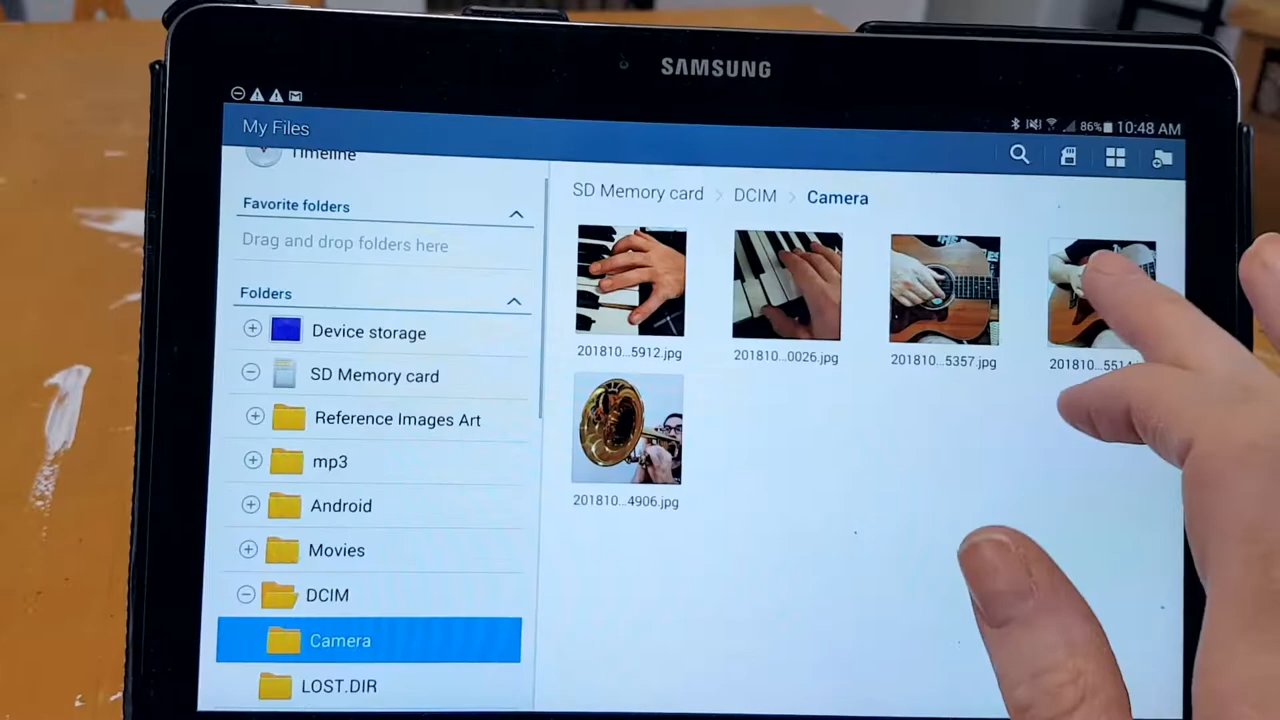 SAMSUNG
86% 10:48 AM
My Files
Timeline
Favorite folders
Drag and drop folders here
Folders
Device storage
SD Memory card
Reference Images Art
mp3
Android
Movies
DCIM
Camera
LOST.DIR
SD Memory card > DCIM > Camera
201810...5912.jpg
201810...0026.jpg
201810...5357.jpg
201810...551
201810...4906.jpg